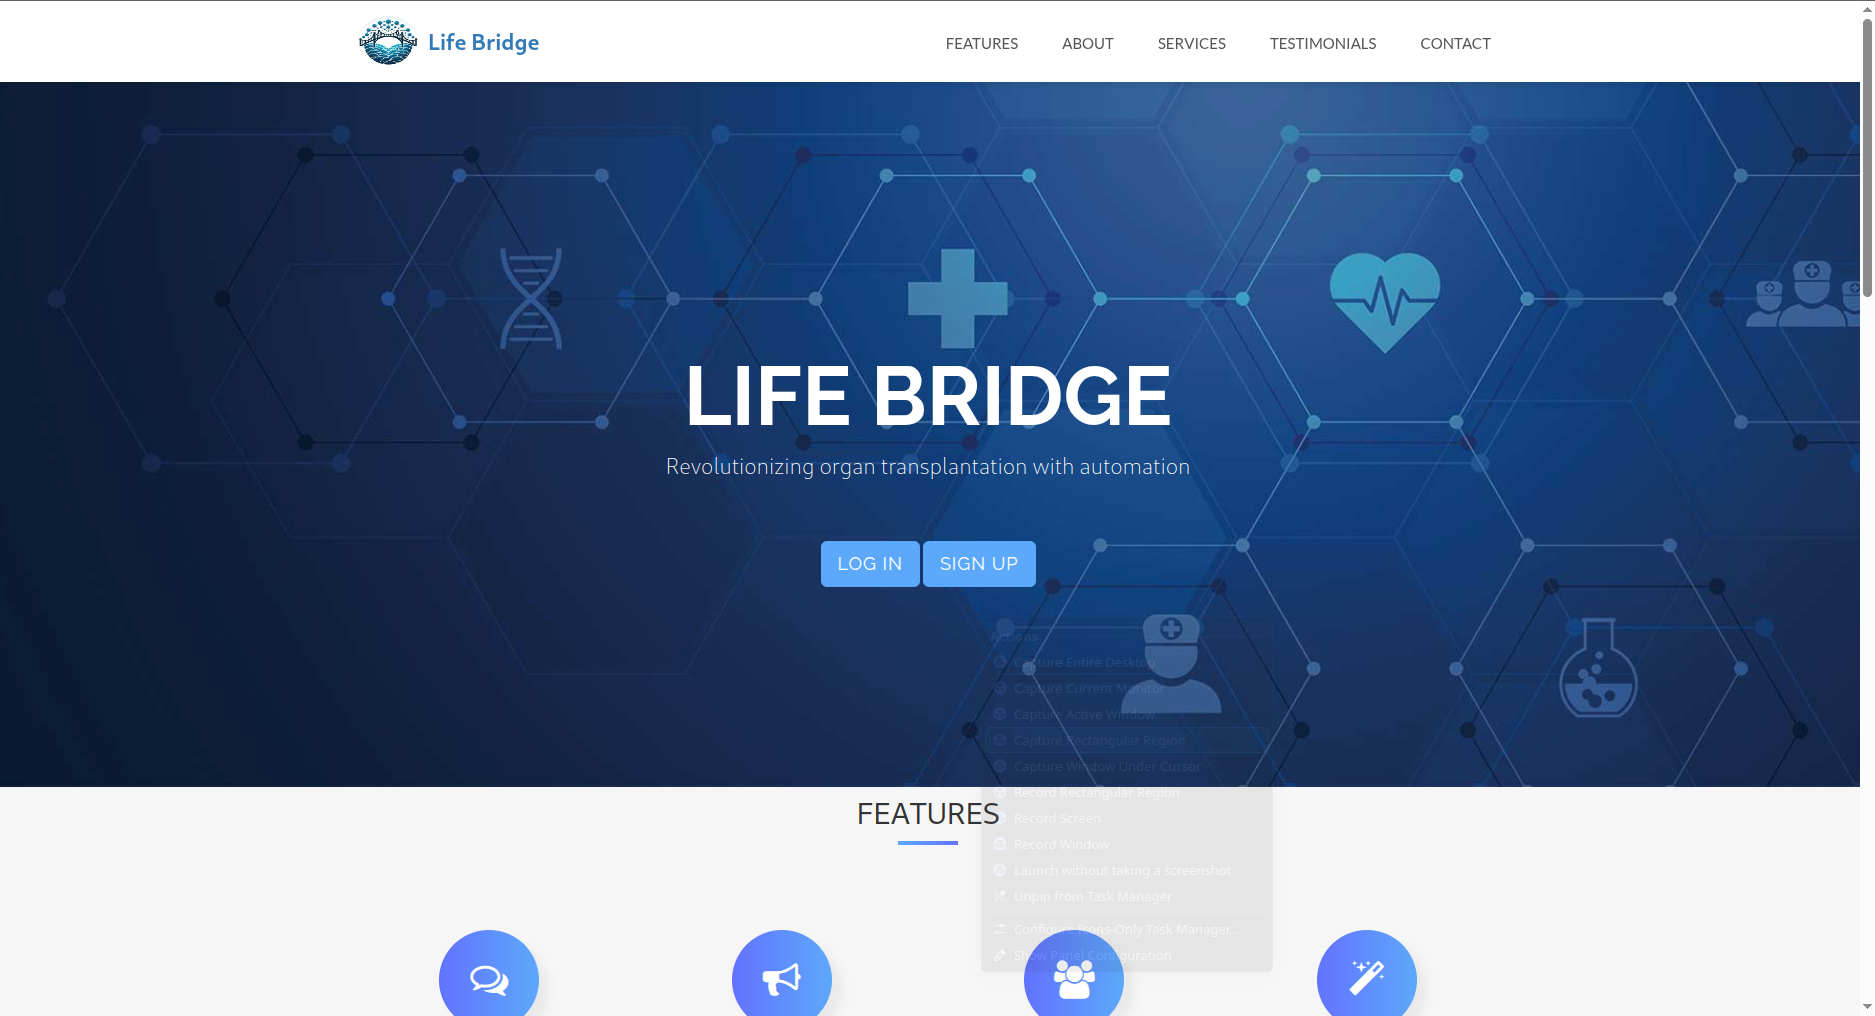 Life Bridge
FEATURES ABOUT SERVICES TESTIMONIALS CONTACT
LIFE BRIDGE
Revolutionizing organ transplantation with automation
LOG IN SIGN UP
Actions
Capture Entire Desktop
Capture Current Monitor
Capture Active Window
Capture Rectangular Region
Capture Window Under Cursor
Record Rectangular Region
FEATURES
Record Screen
Record Window
Launch without taking a screenshot
Unpin from Task Manager
Configure Icons-Only Task Manager...
Show Panel Configuration